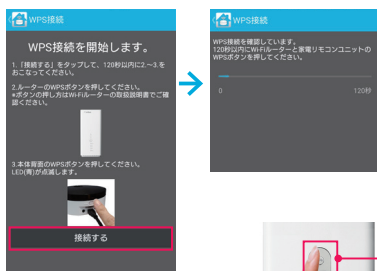 WPS接続
WPS接続を開始します。
1.「接続する」をタップして、120秒以内に2.～3.を
おこなってください。
2.ルーターのWPSボタンを押してください。
※ボタンの押し方はWi-Fiルーターの取扱説明書でご確
認ください。
3.本体背面のWPSボタンを押してください。
LED(青)が点滅します。
接続する
WPS接続
WPS接続を確認しています。
120秒以内にWi-Fiルーターと家電リモコンユニットの
WPSボタンを押してください。
0
120秒